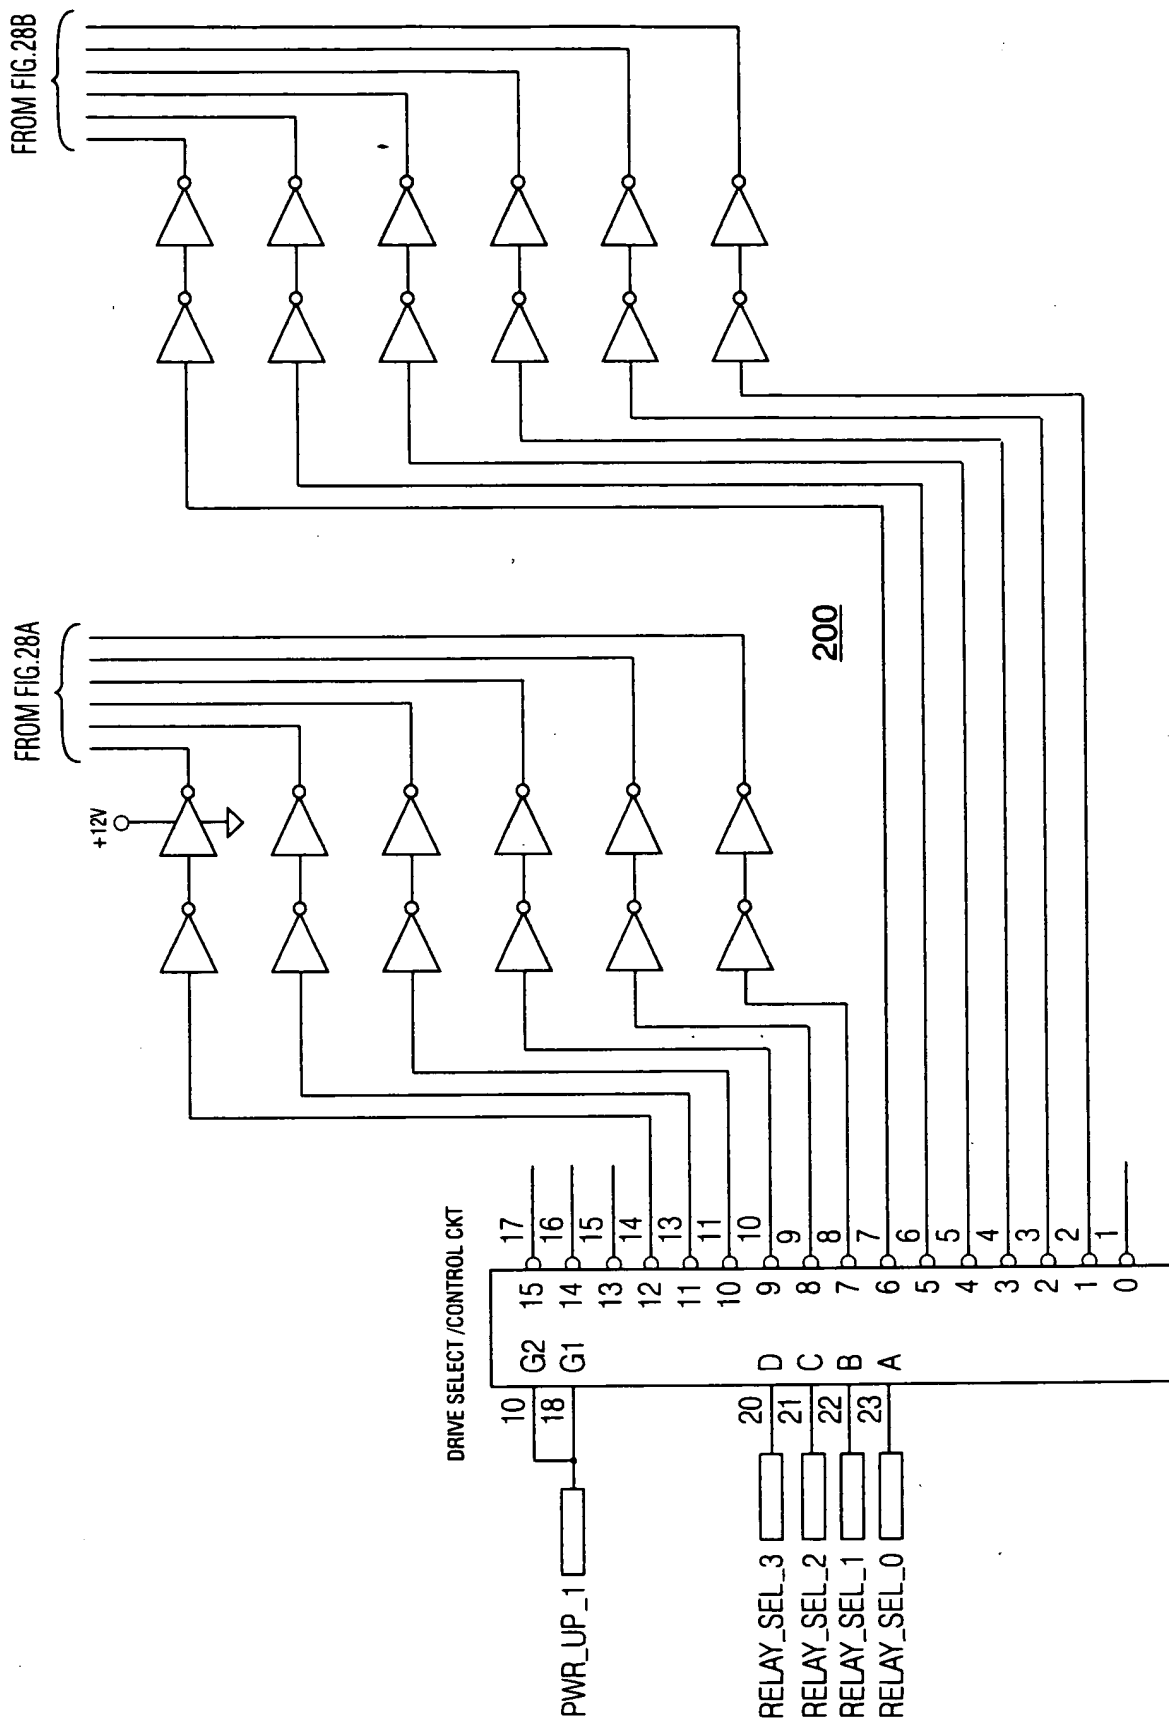 FROM FIG.28B
FROM FIG.28A
+12V
200
DRIVE SELECT/CONTROL CKT
17
16
15
14
13
11
10
9
8
7
6
5
4
3
2
1
15
14
13
12
11
10
9
8
7
6
5
4
3
2
1
0
G2
G1
D
C
B
A
10
18
20
21
22
23
PWR_UP_1
RELAY_SEL_3
RELAY_SEL_2
RELAY_SEL_1
RELAY_SEL_0